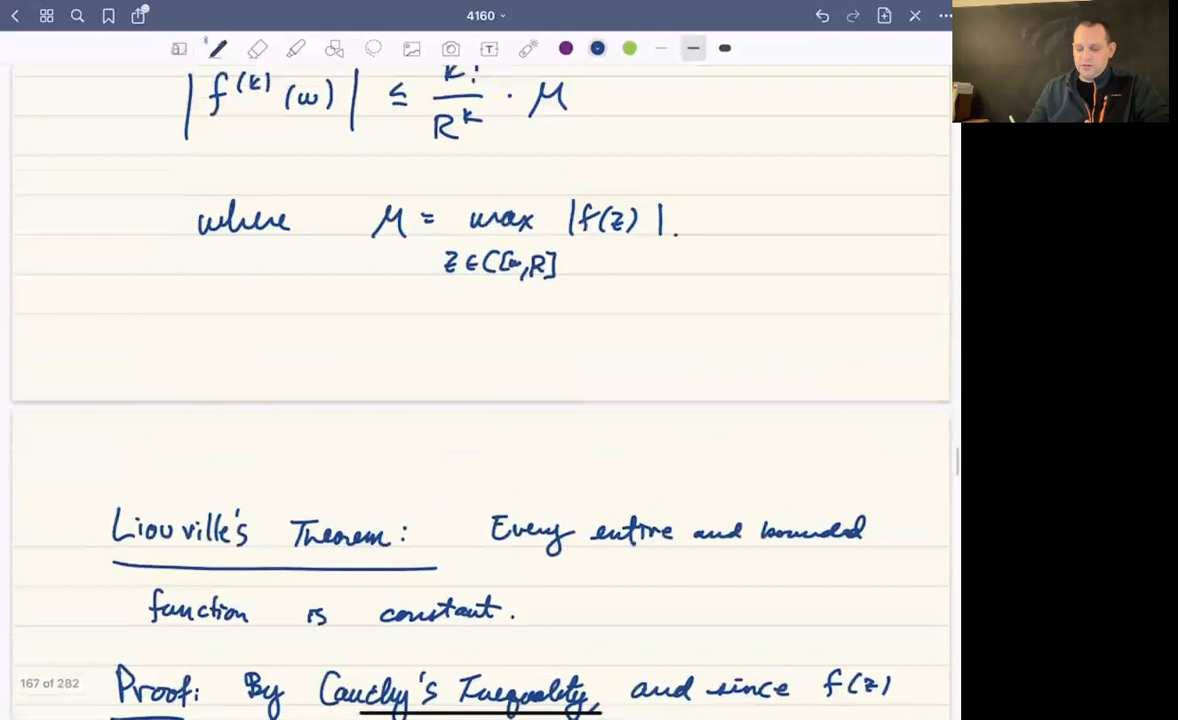 4160
|f^(k)(w)| ≤ k!/R^k · M
where M = max |f(z)|.
z ∈ C[w,R]
Liouville's Theorem: Every entire and bounded
function is constant.
167 of 282
Proof: By Cauchy's Inequality, and since f(z)